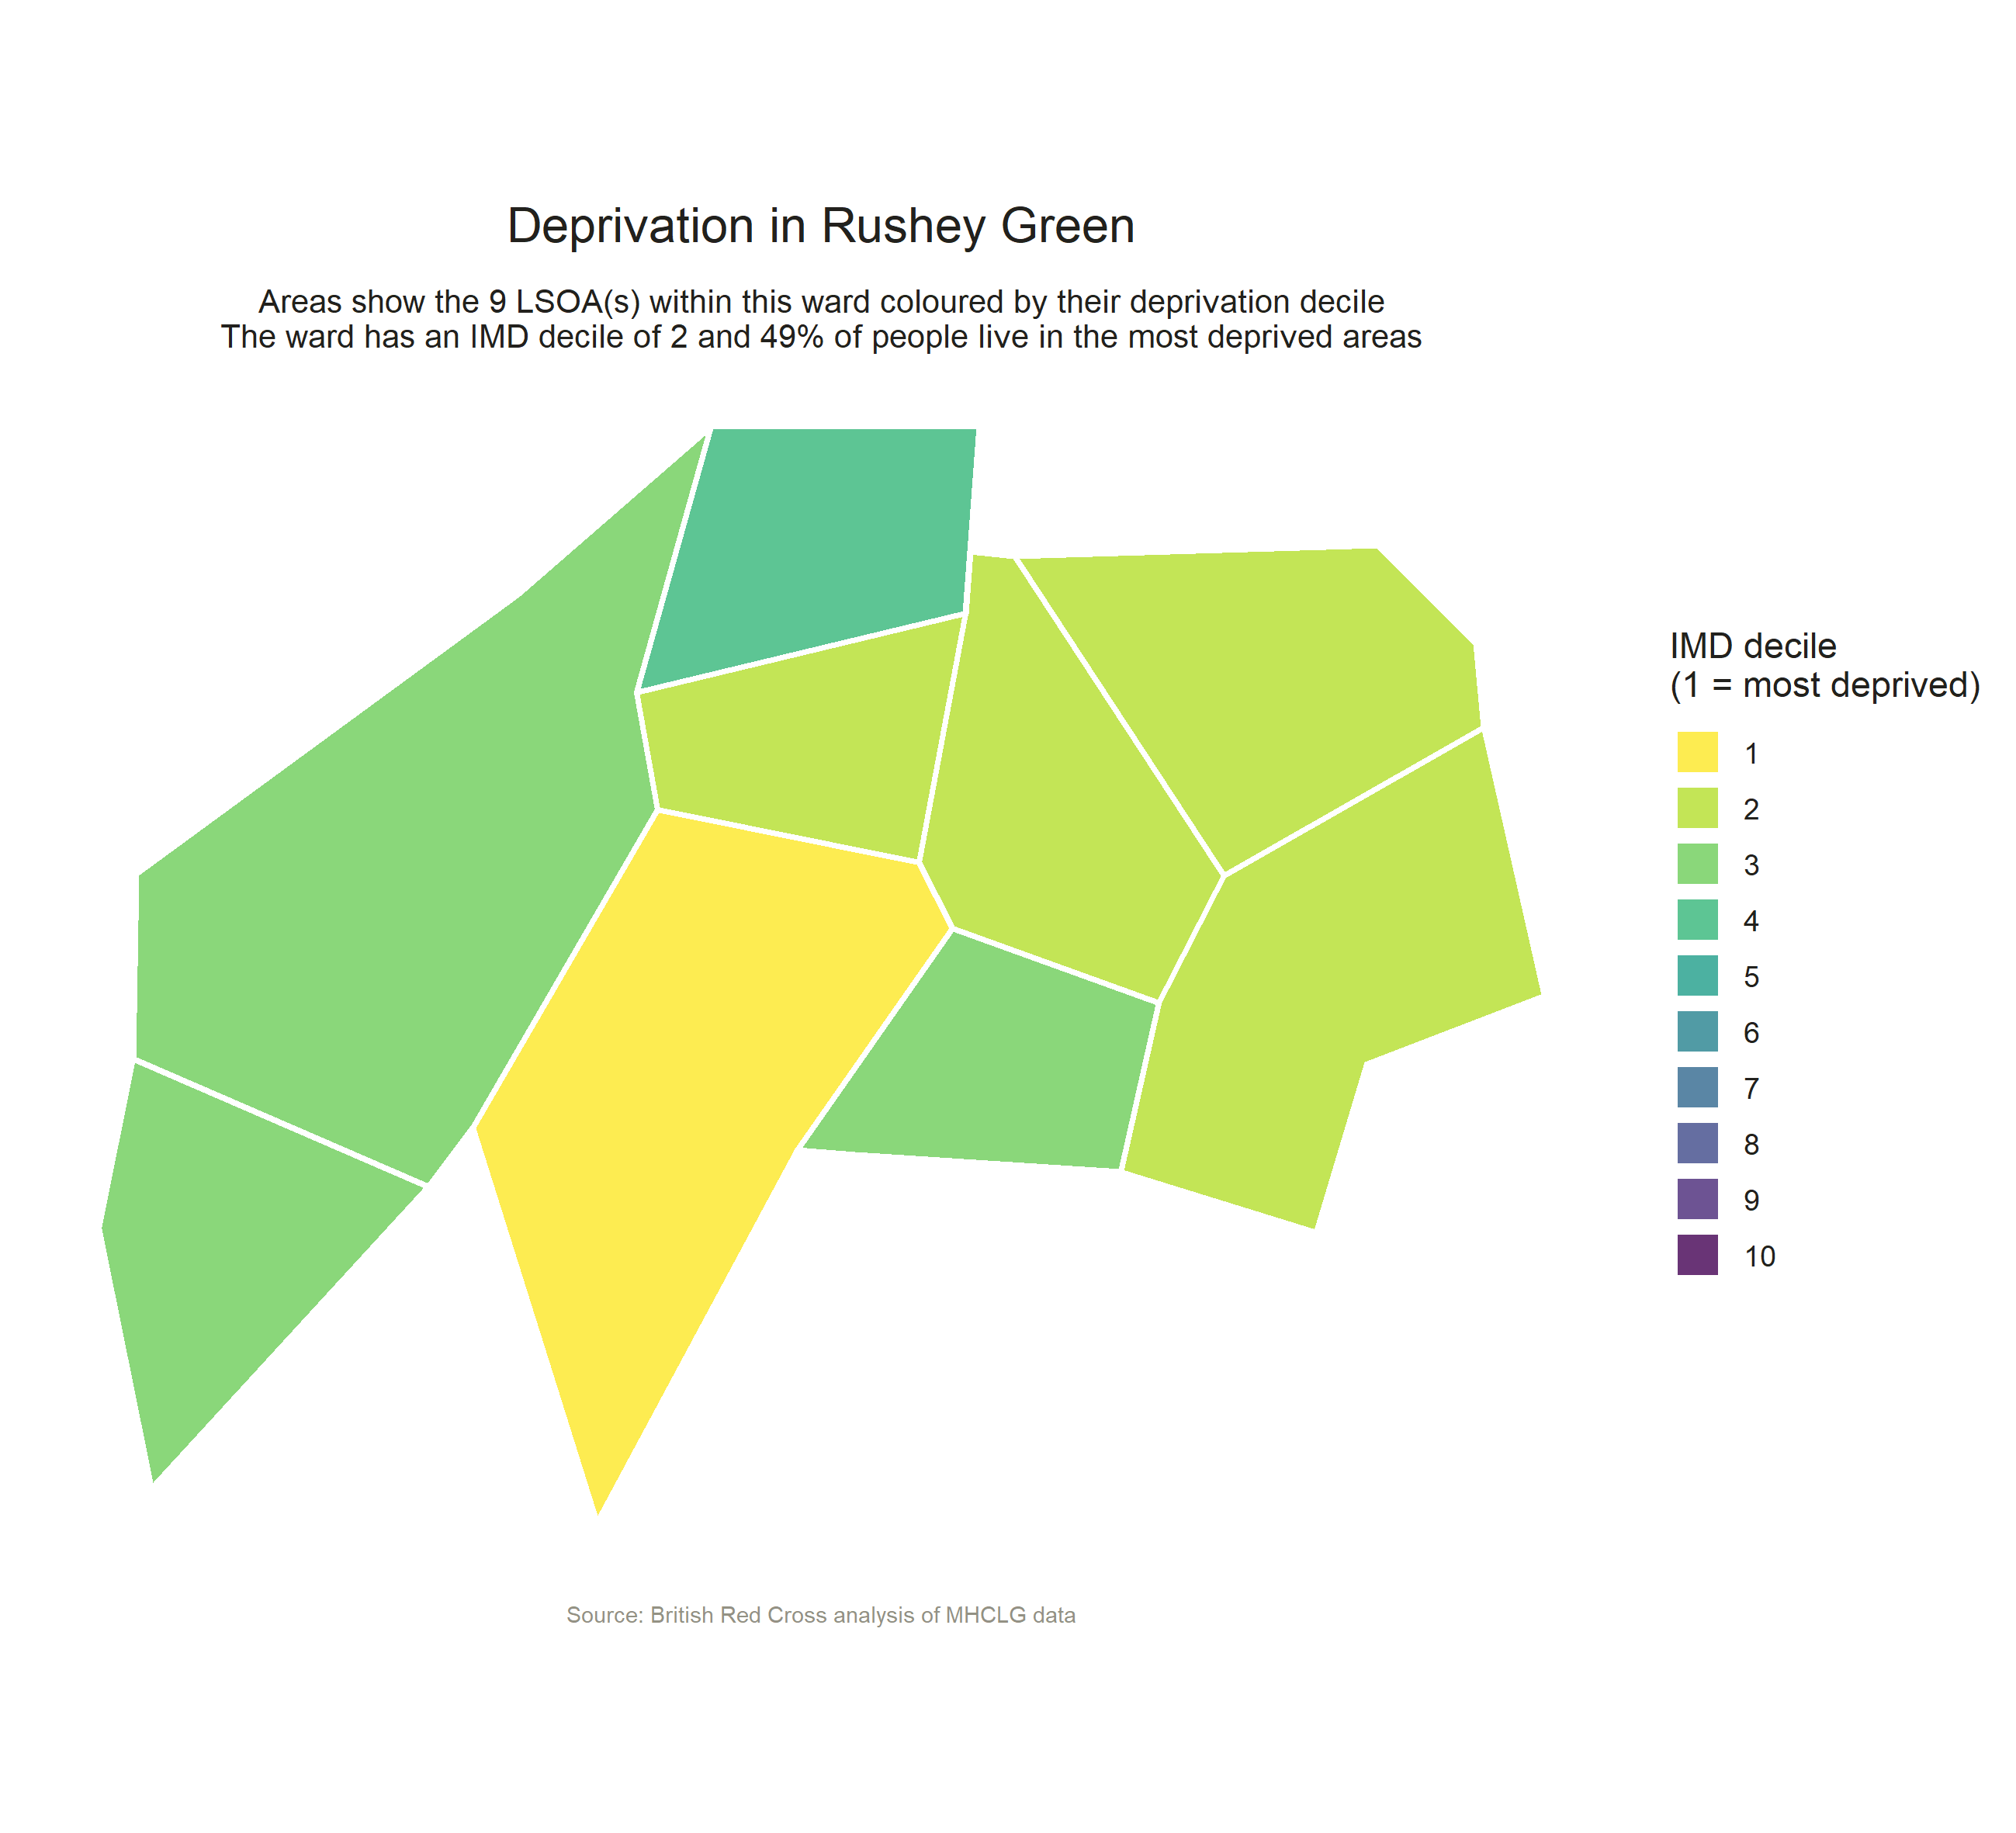 Deprivation in Rushey Green
Areas show the 9 LSOA(s) within this ward coloured by their deprivation decile
The ward has an IMD decile of 2 and 49% of people live in the most deprived areas
IMD decile
(1 = most deprived)
1
2
3
4
5
6
7
8
9
10
Source: British Red Cross analysis of MHCLG data